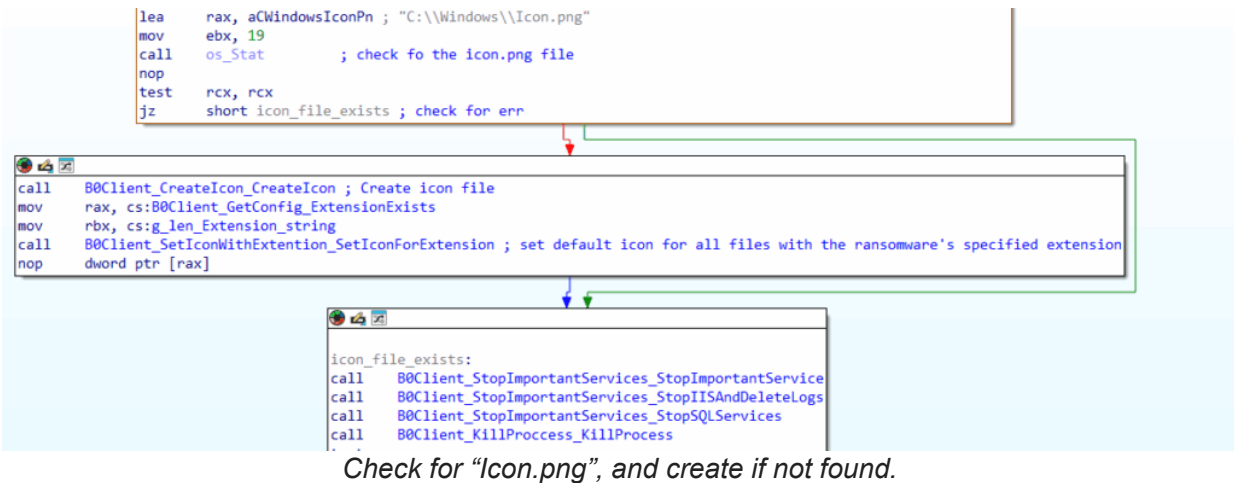 lea rax, aCWindowsIconPn ; "C:\\Windows\\Icon.png"
mov ebx, 19
call os_Stat ; check fo the icon.png file
nop
test rcx, rcx
jz short icon_file_exists ; check for err
call B0Client_CreateIcon_CreateIcon ; Create icon file
mov rax, cs:B0Client_GetConfig_ExtensionExists
mov rbx, cs:g_len_Extension_string
call B0Client_SetIconWithExtention_SetIconForExtension ; set default icon for all files with the ransomware's specified extension
nop dword ptr [rax]
icon_file_exists:
call B0Client_StopImportantServices_StopImportantService
call B0Client_StopImportantServices_StopIISAndDeleteLogs
call B0Client_StopImportantServices_StopSQLServices
call B0Client_KillProccess_KillProcess
Check for “Icon.png”, and create if not found.